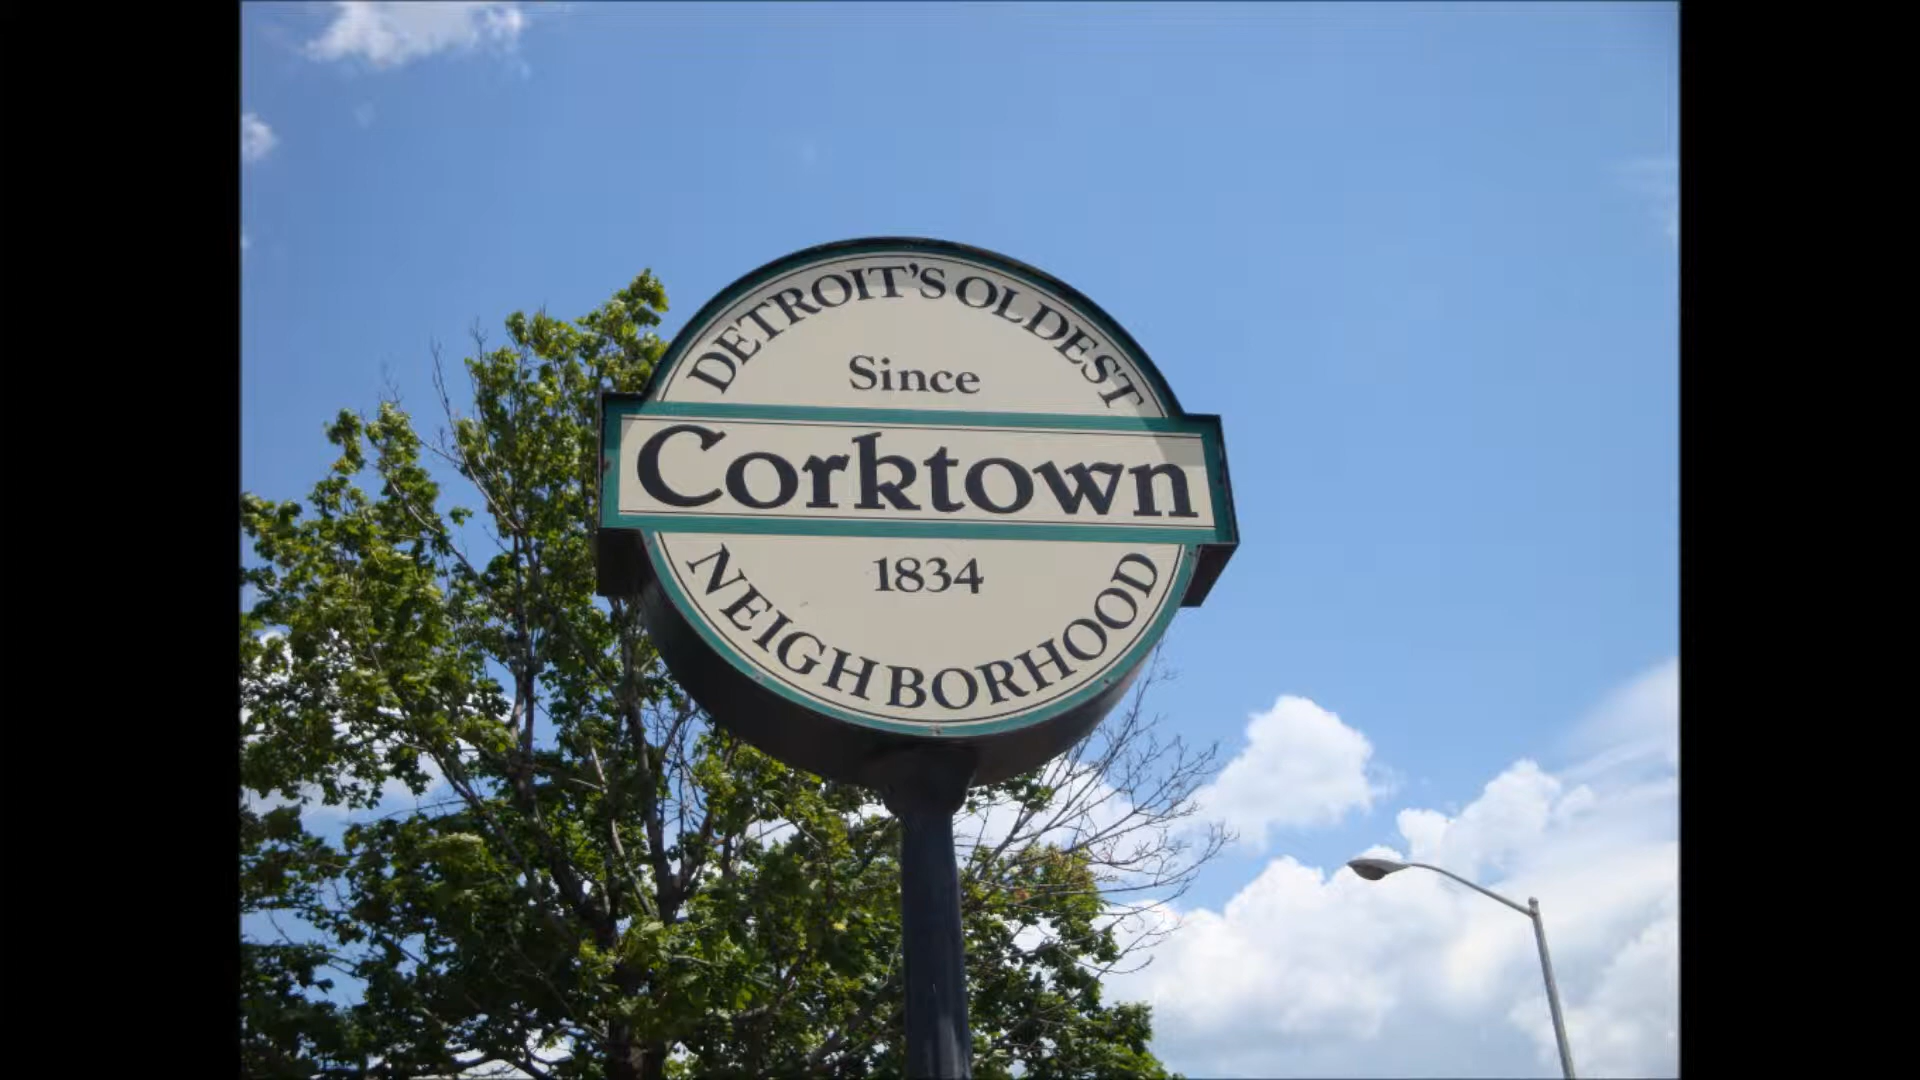 DETROIT'S OLDEST
Since
Corktown
1834
NEIGHBORHOOD